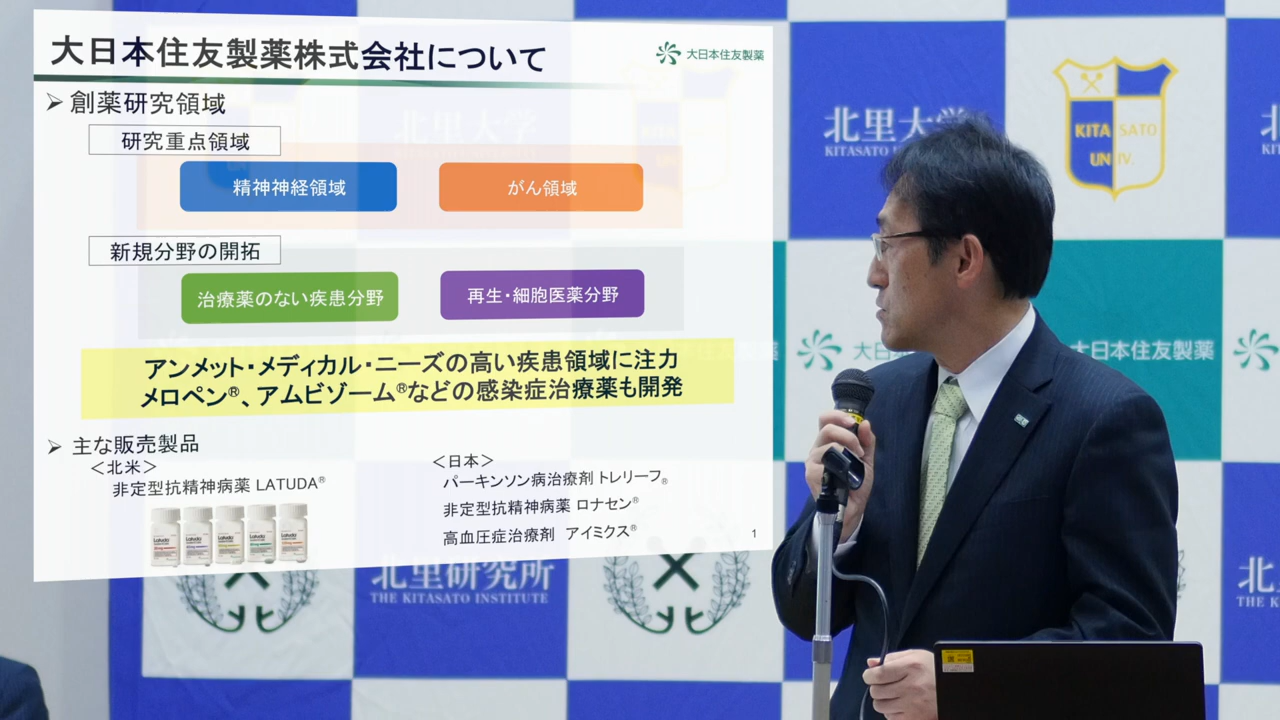 大日本住友製薬株式会社について
大日本住友製薬
➢ 創薬研究領域
研究重点領域
精神神経領域
がん領域
新規分野の開拓
治療薬のない疾患分野
再生・細胞医薬分野
アンメット・メディカル・ニーズの高い疾患領域に注力
メロペン®、アムビゾーム®などの感染症治療薬も開発
➢ 主な販売製品
＜北米＞
非定型抗精神病薬 LATUDA®
Latuda Latuda Latuda Latuda Latuda
＜日本＞
パーキンソン病治療剤 トレリーフ®
非定型抗精神病薬 ロナセン®
高血圧症治療剤 アイミクス®
1
北里大学
KITASATO
KITA SATO
UNIV.
大日本住友製薬
北里研究所
THE KITASATO INSTITUTE
北
THE K